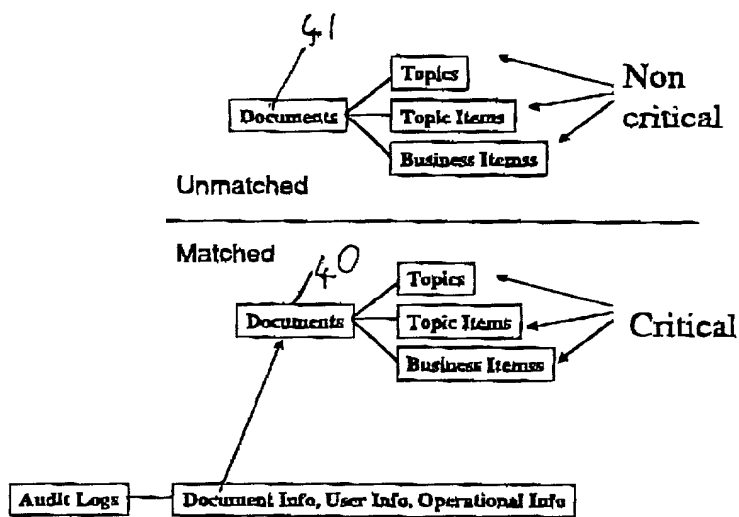 41
Topics
Non
Documents
Topic Items
critical
Business Itemss
Unmatched
Matched
40
Topics
Documents
Topic Items
Critical
Business Itemss
Audit Logs
Document Info, User Info, Operational Info